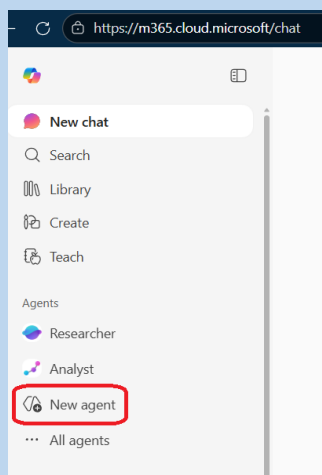 https://m365.cloud.microsoft/chat
New chat
Search
Library
Create
Teach
Agents
Researcher
Analyst
New agent
All agents